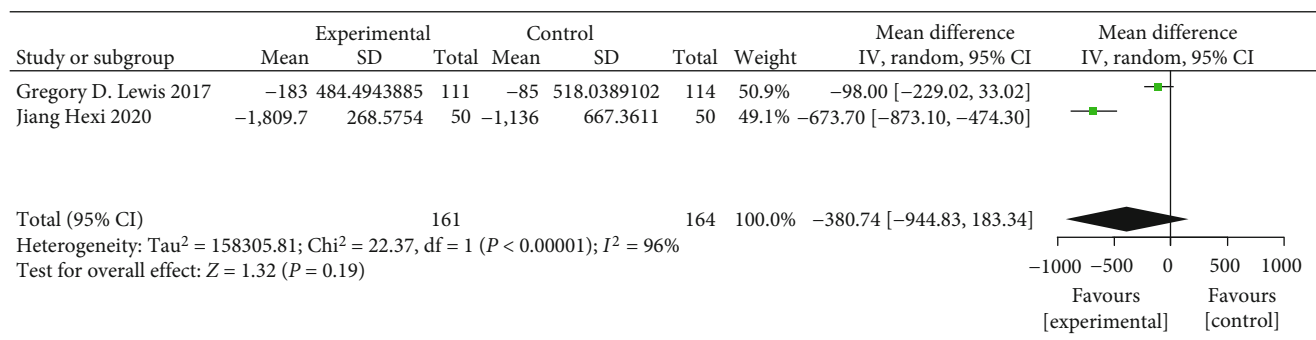 Experimental Control Mean difference Mean difference
Study or subgroup Mean SD Total Mean SD Total Weight IV, random, 95% CI IV, random, 95% CI
Gregory D. Lewis 2017 −183 484.4943885 111 −85 518.0389102 114 50.9% −98.00 [−229.02, 33.02]
Jiang Hexi 2020 −1,809.7 268.5754 50 −1,136 667.3611 50 49.1% −673.70 [−873.10, −474.30]
Total (95% CI) 161 164 100.0% −380.74 [−944.83, 183.34]
Heterogeneity: Tau² = 158305.81; Chi² = 22.37, df = 1 (P < 0.00001); I² = 96%
Test for overall effect: Z = 1.32 (P = 0.19)
−1000 −500 0 500 1000
Favours Favours
[experimental] [control]